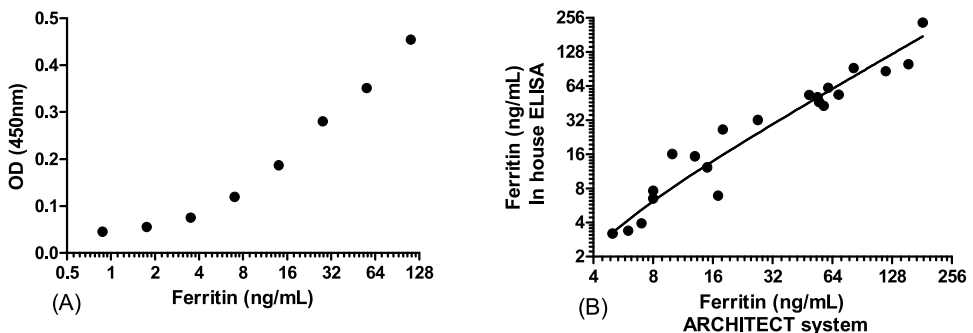 0.5
0.4
0.3
0.2
0.1
0.0
OD (450nm)
0.5 1 2 4 8 16 32 64 128
Ferritin (ng/mL)
(A)
256
128
64
32
16
8
4
2
Ferritin (ng/mL)
In house ELISA
4 8 16 32 64 128 256
Ferritin (ng/mL)
ARCHITECT system
(B)